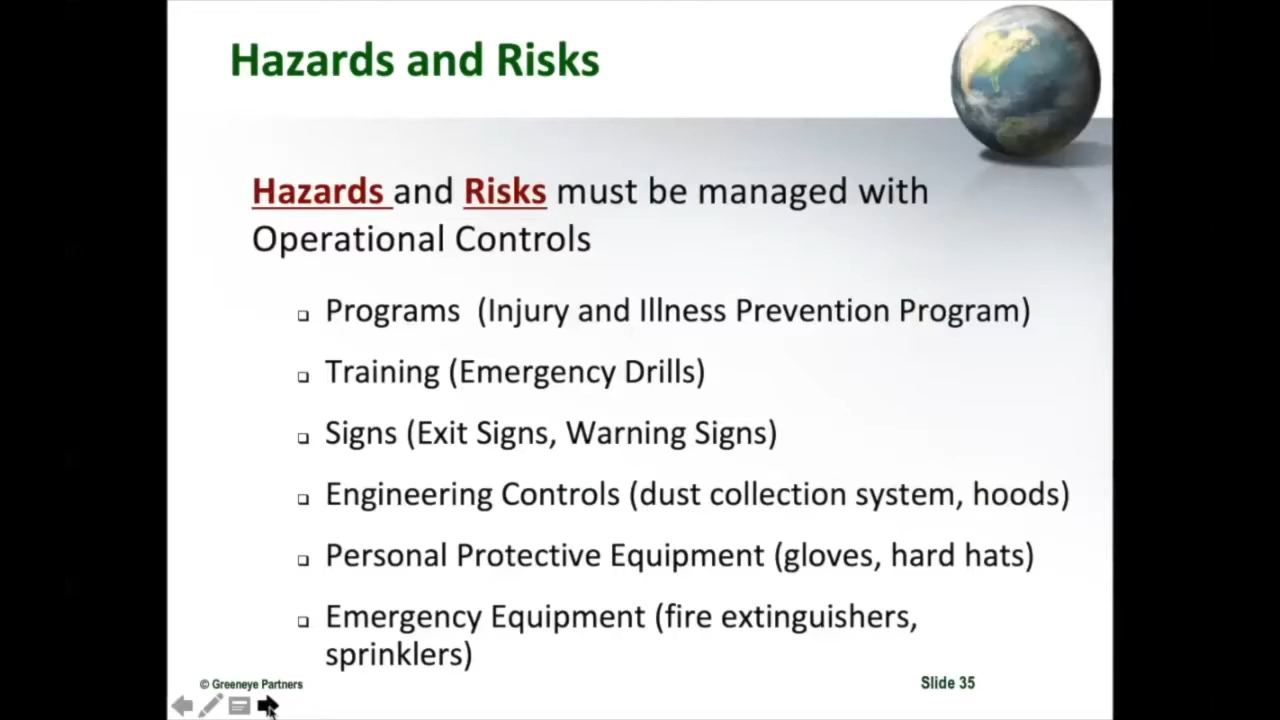 Hazards and Risks
Hazards and Risks must be managed with
Operational Controls
Programs (Injury and Illness Prevention Program)
Training (Emergency Drills)
Signs (Exit Signs, Warning Signs)
Engineering Controls (dust collection system, hoods)
Personal Protective Equipment (gloves, hard hats)
Emergency Equipment (fire extinguishers,
sprinklers)
© Greeneye Partners
Slide 35